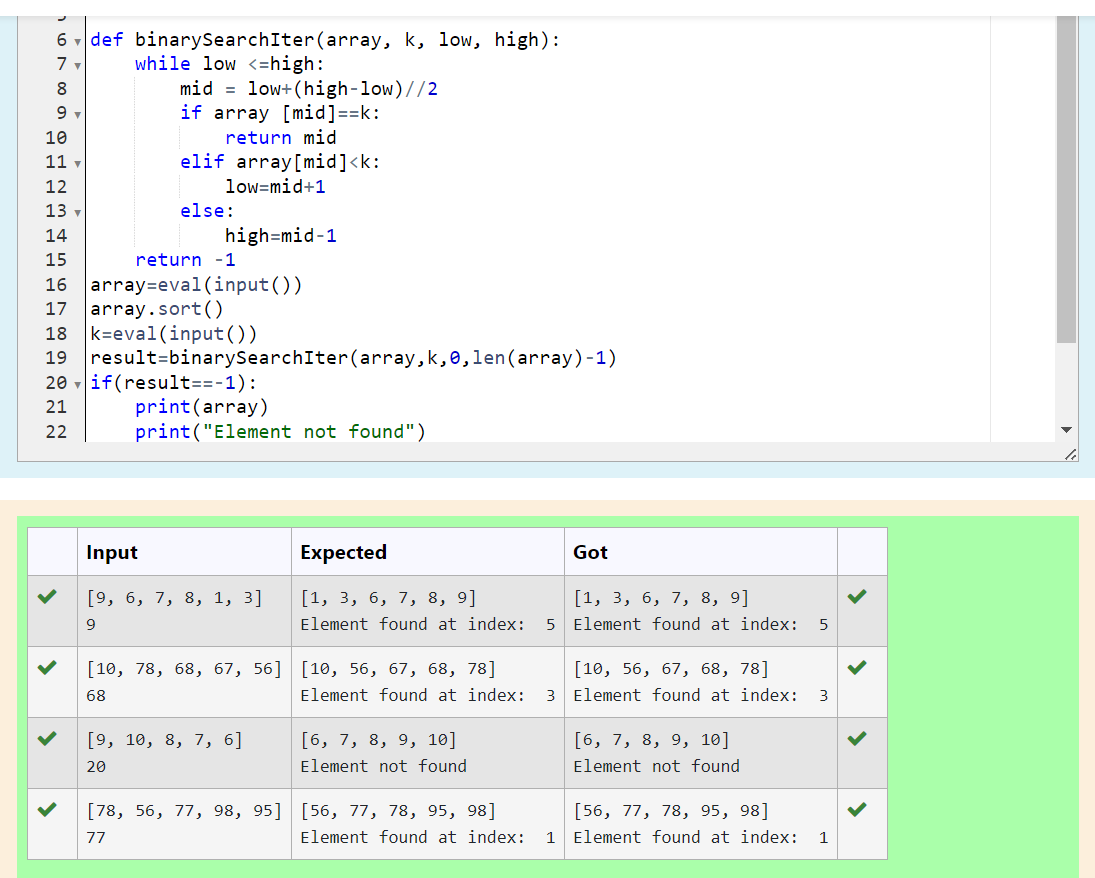 6 def binarySearchIter(array, k, low, high):
7     while low <=high:
8         mid = low+(high-low)//2
9         if array [mid]==k:
10             return mid
11         elif array[mid]<k:
12             low=mid+1
13         else:
14             high=mid-1
15     return -1
16 array=eval(input())
17 array.sort()
18 k=eval(input())
19 result=binarySearchIter(array,k,0,len(array)-1)
20 if(result==-1):
21     print(array)
22     print("Element not found")
Input Expected Got
[9, 6, 7, 8, 1, 3] [1, 3, 6, 7, 8, 9] [1, 3, 6, 7, 8, 9]
9 Element found at index:  5 Element found at index:  5
[10, 78, 68, 67, 56] [10, 56, 67, 68, 78] [10, 56, 67, 68, 78]
68 Element found at index:  3 Element found at index:  3
[9, 10, 8, 7, 6] [6, 7, 8, 9, 10] [6, 7, 8, 9, 10]
20 Element not found Element not found
[78, 56, 77, 98, 95] [56, 77, 78, 95, 98] [56, 77, 78, 95, 98]
77 Element found at index:  1 Element found at index:  1